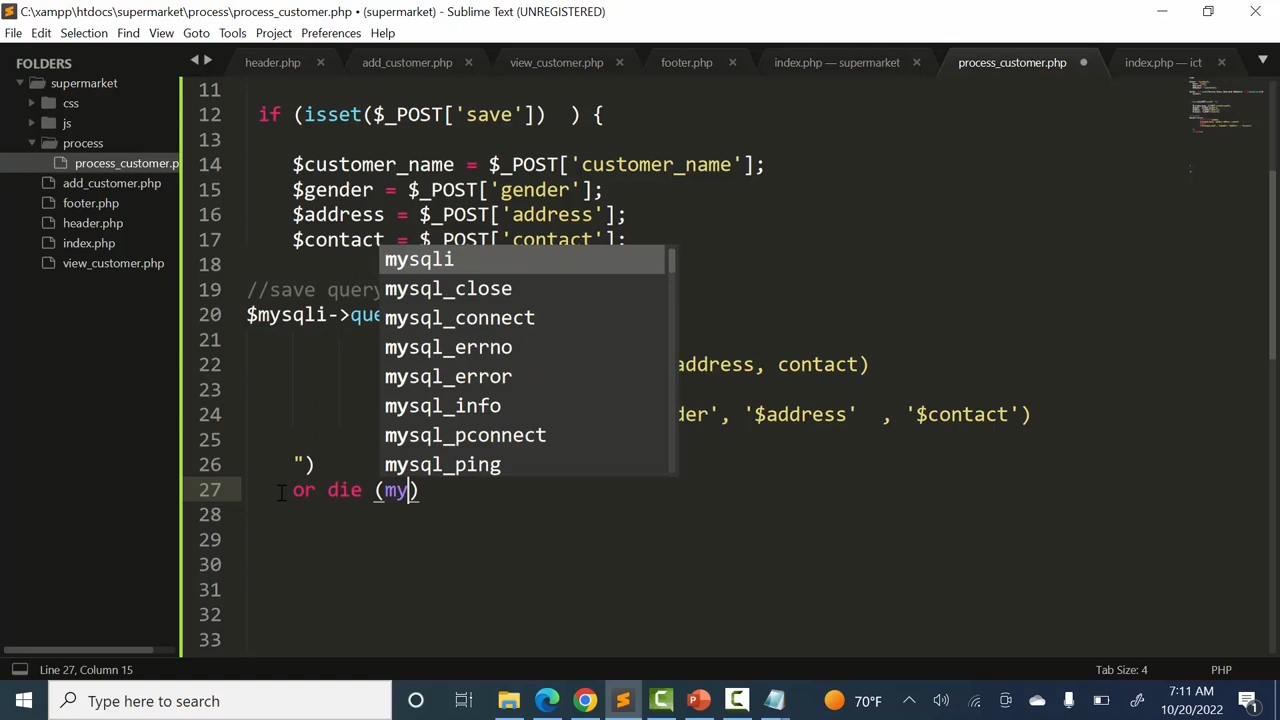 C:\xampp\htdocs\supermarket\process\process_customer.php • (supermarket) - Sublime Text (UNREGISTERED)
File Edit Selection Find View Goto Tools Project Preferences Help
FOLDERS
supermarket
css
js
process
process_customer.p
add_customer.php
footer.php
header.php
index.php
view_customer.php
header.php × add_customer.php × view_customer.php × footer.php × index.php — supermarket × process_customer.php • index.php — ict ×
11
12 if (isset($_POST['save']) ) {
13
14 $customer_name = $_POST['customer_name'];
15 $gender = $_POST['gender'];
16 $address = $_POST['address'];
17 $contact = $_POST['contact'];
18
19 //save query
20 $mysqli->que
21
22 address, contact)
23
24 der', '$address' , '$contact')
25
26 ")
27 or die (my)
28
29
30
31
32
33
mysqli
mysql_close
mysql_connect
mysql_errno
mysql_error
mysql_info
mysql_pconnect
mysql_ping
Line 27, Column 15 Tab Size: 4 PHP
Type here to search
70°F
7:11 AM
10/20/2022
1